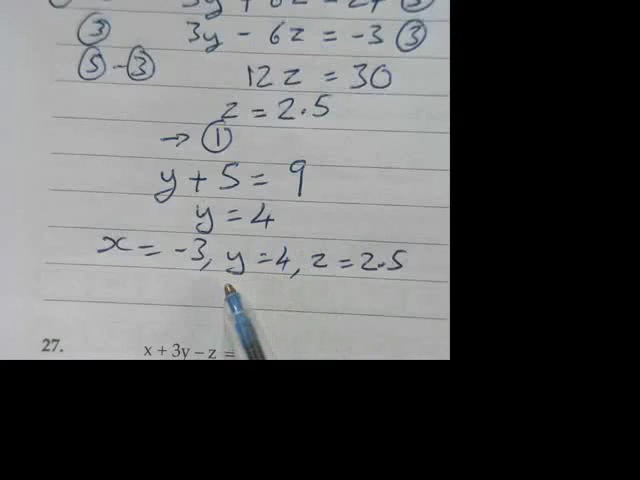 ③ 3y - 6z = -3 ③
⑤-③ 12z = 30
z = 2.5
→ ①
y + 5 = 9
y = 4
x = -3, y = 4, z = 2.5
27. x + 3y – z =